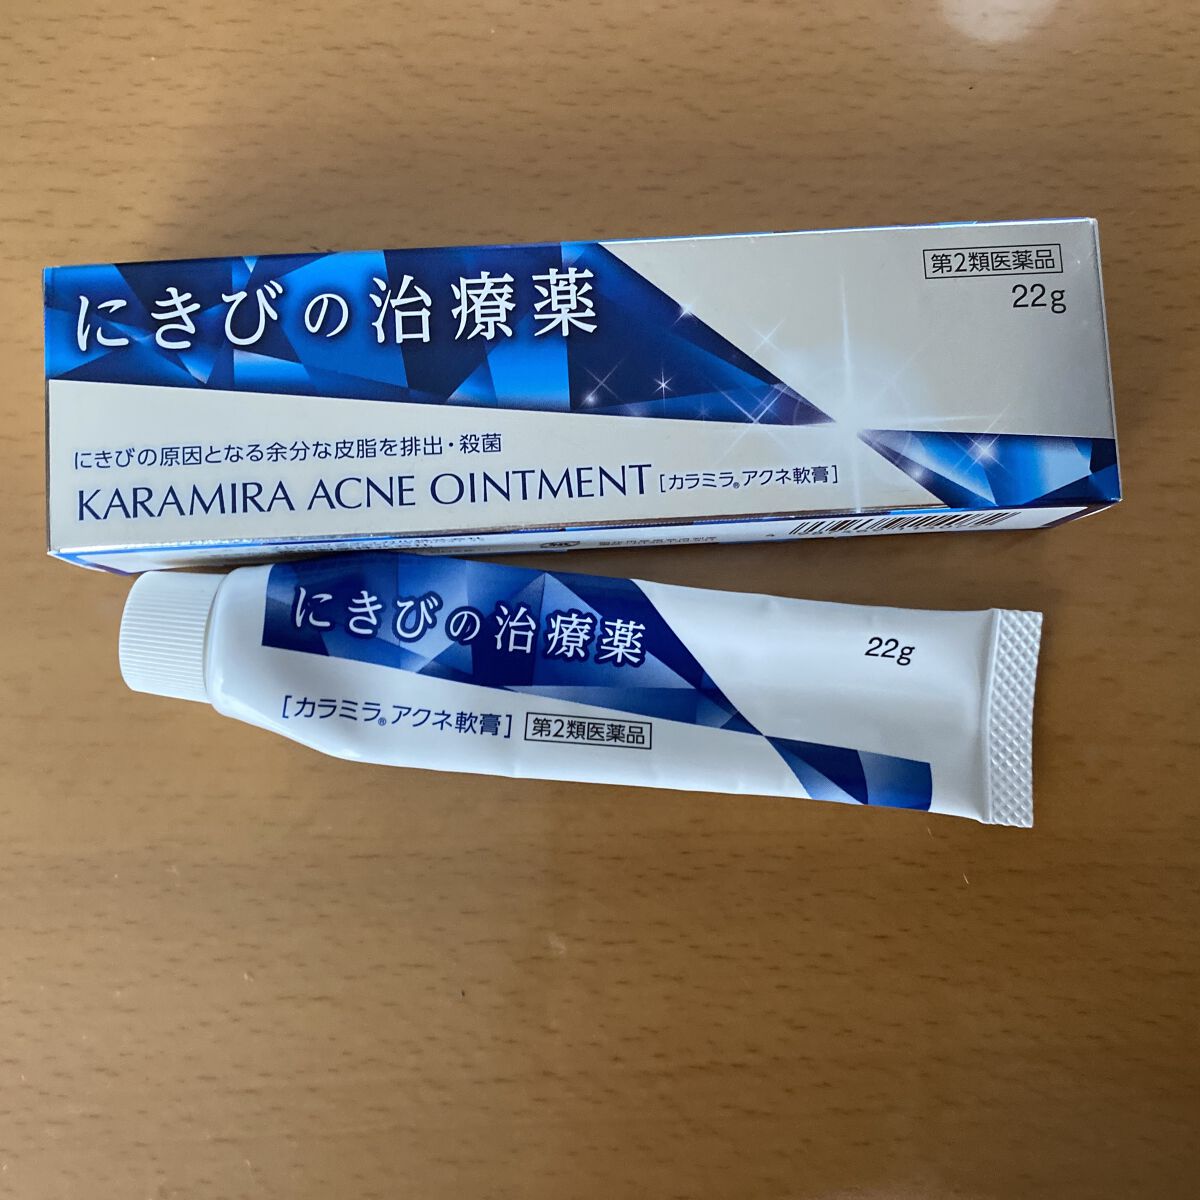 にきびの治療薬
第2類医薬品
22g
にきびの原因となる余分な皮脂を排出・殺菌
KARAMIRA ACNE OINTMENT [カラミラ®アクネ軟膏]
にきびの治療薬
22g
[カラミラ®アクネ軟膏] 第2類医薬品